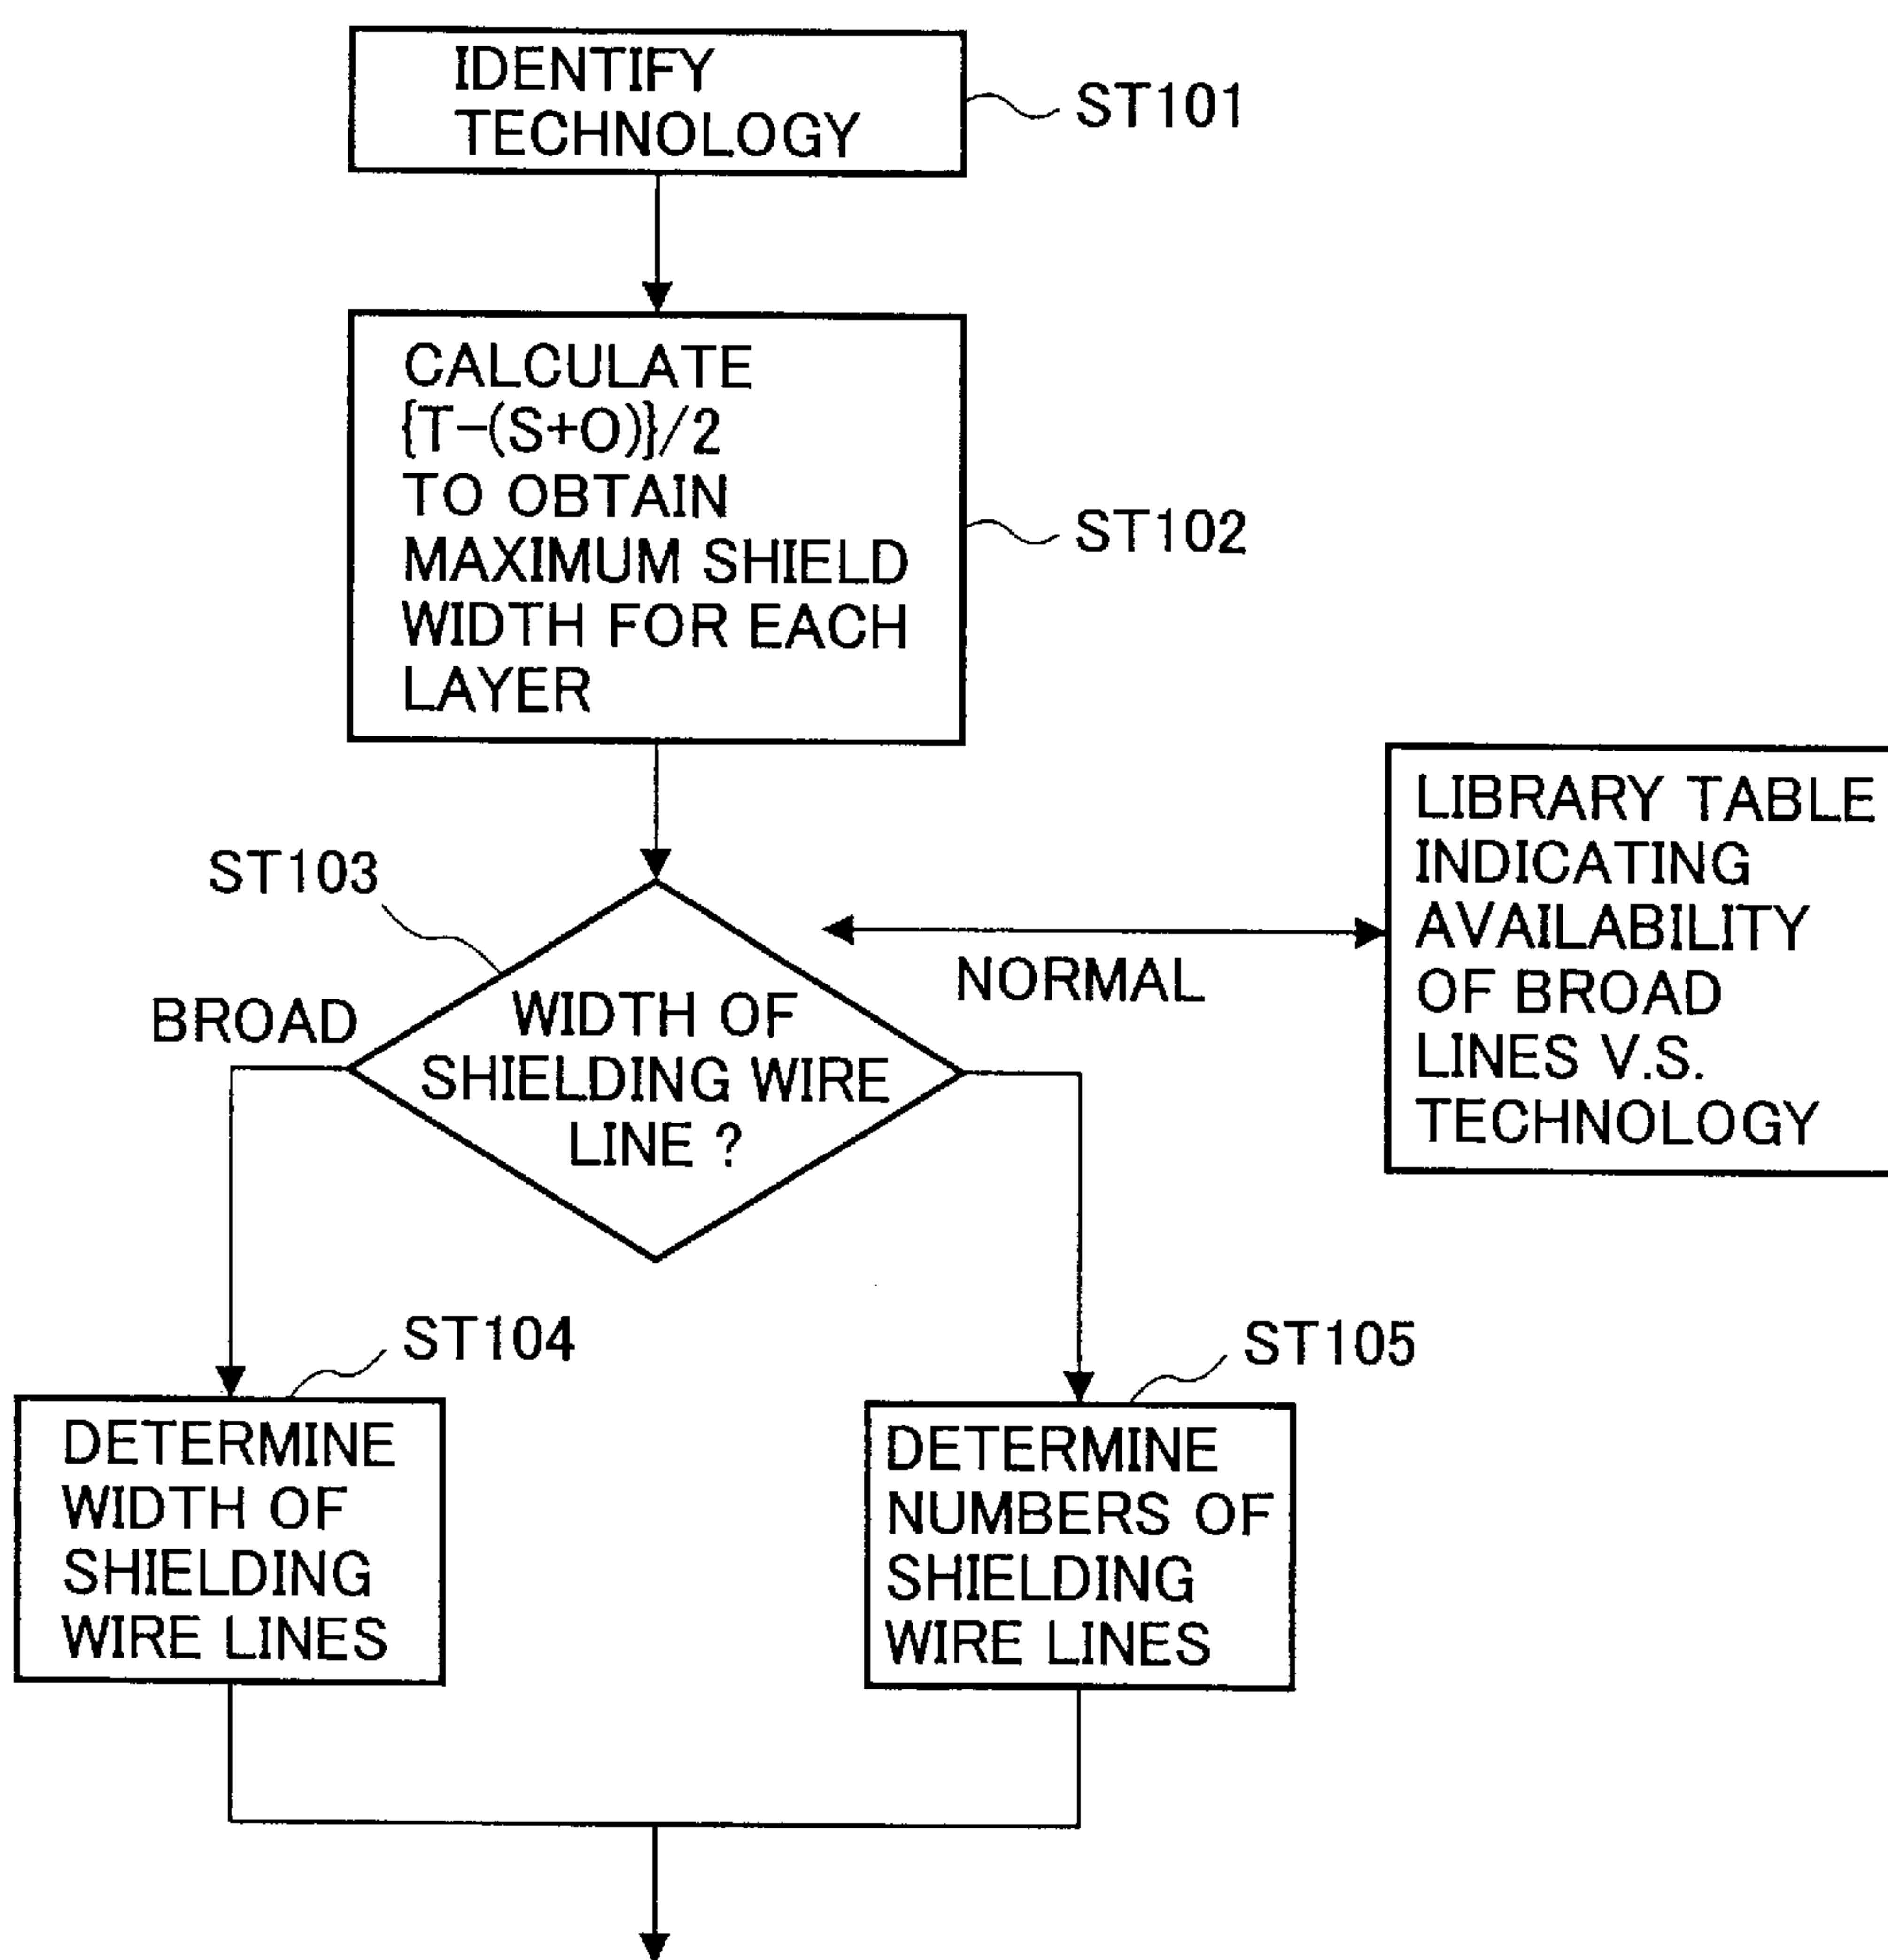 IDENTIFY
TECHNOLOGY
ST101
CALCULATE
{T-(S+O)}/2
TO OBTAIN
MAXIMUM SHIELD
WIDTH FOR EACH
LAYER
ST102
LIBRARY TABLE
INDICATING
AVAILABILITY
OF BROAD
LINES V.S.
TECHNOLOGY
ST103
BROAD
NORMAL
WIDTH OF
SHIELDING WIRE
LINE ?
ST104
DETERMINE
WIDTH OF
SHIELDING
WIRE LINES
ST105
DETERMINE
NUMBERS OF
SHIELDING
WIRE LINES